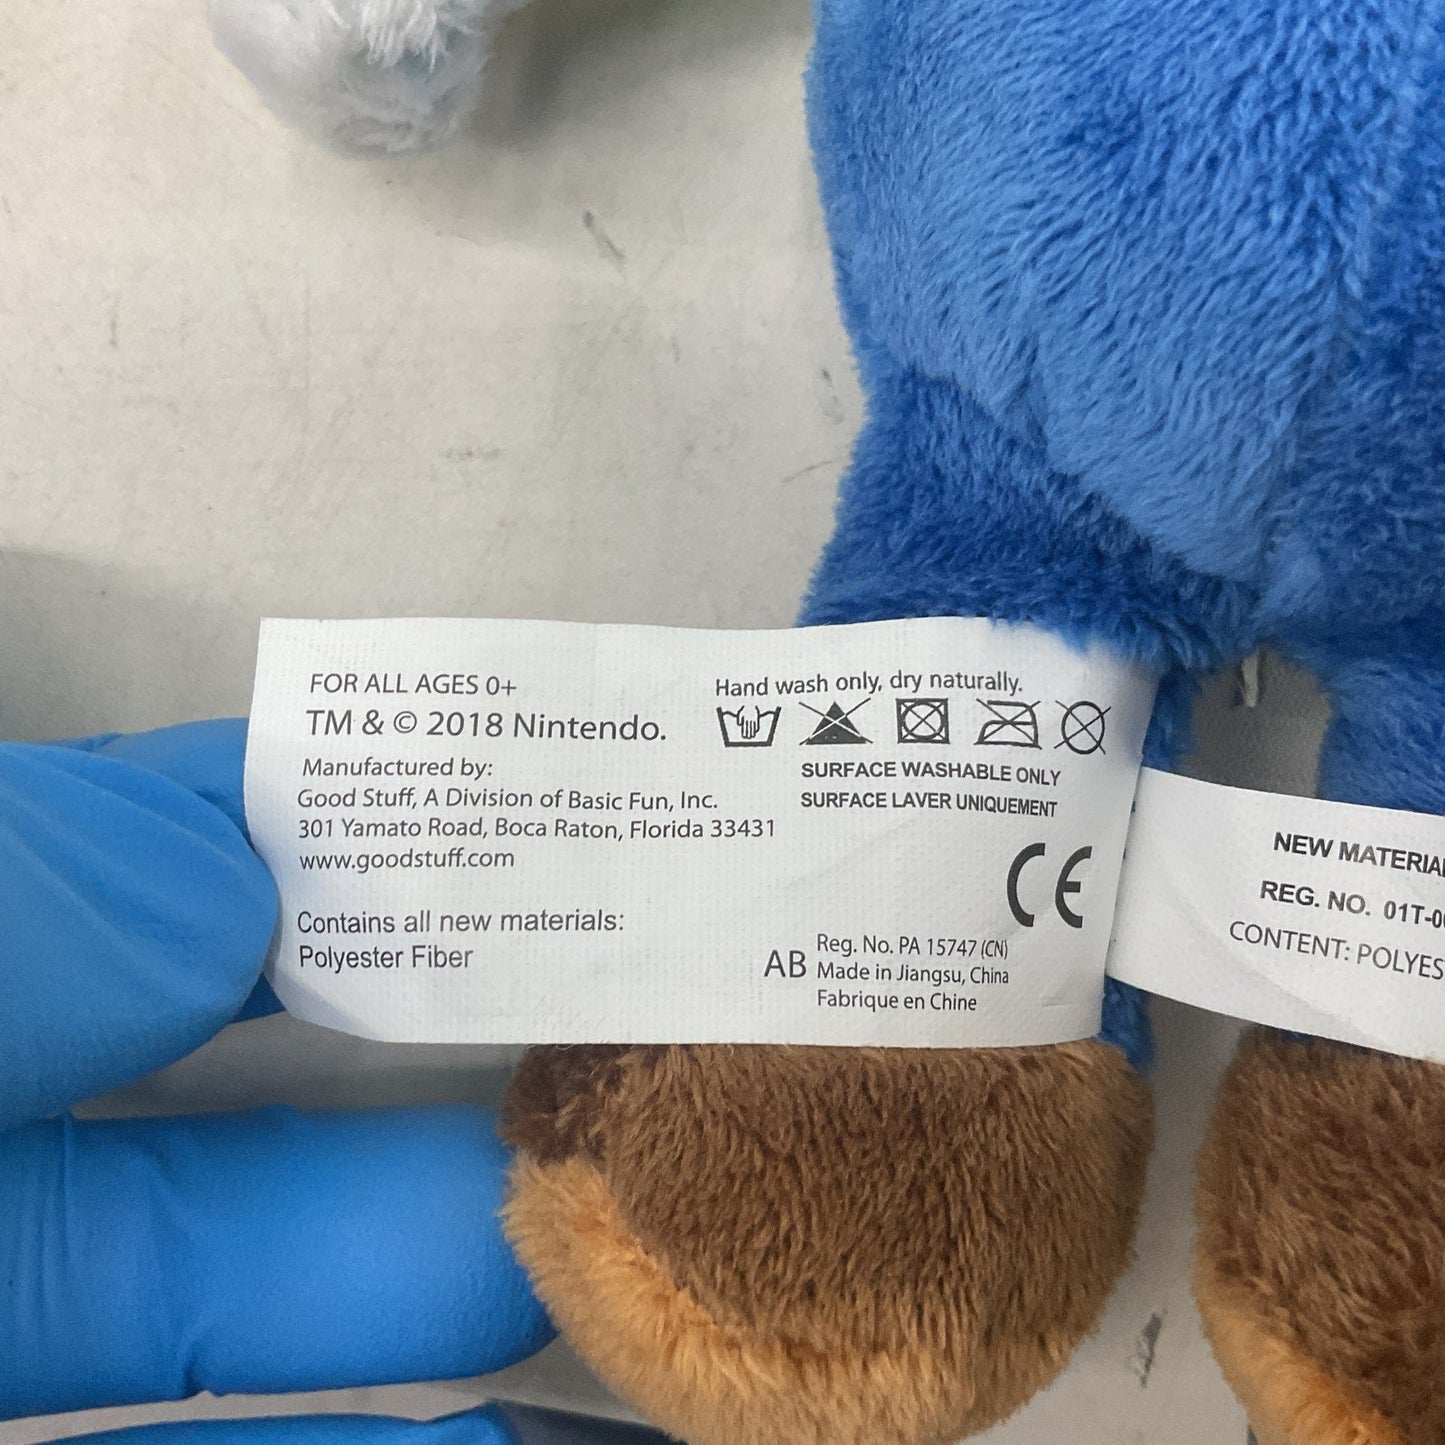 FOR ALL AGES 0+
TM & © 2018 Nintendo.
Manufactured by:
Good Stuff, A Division of Basic Fun, Inc.
301 Yamato Road, Boca Raton, Florida 33431
www.goodstuff.com
Contains all new materials:
Polyester Fiber
Hand wash only, dry naturally.
SURFACE WASHABLE ONLY
SURFACE LAVER UNIQUEMENT
CE
AB
Reg. No. PA 15747 (CN)
Made in Jiangsu, China
Fabrique en Chine
NEW MATERIA
REG. NO. 01T-0
CONTENT: POLYES